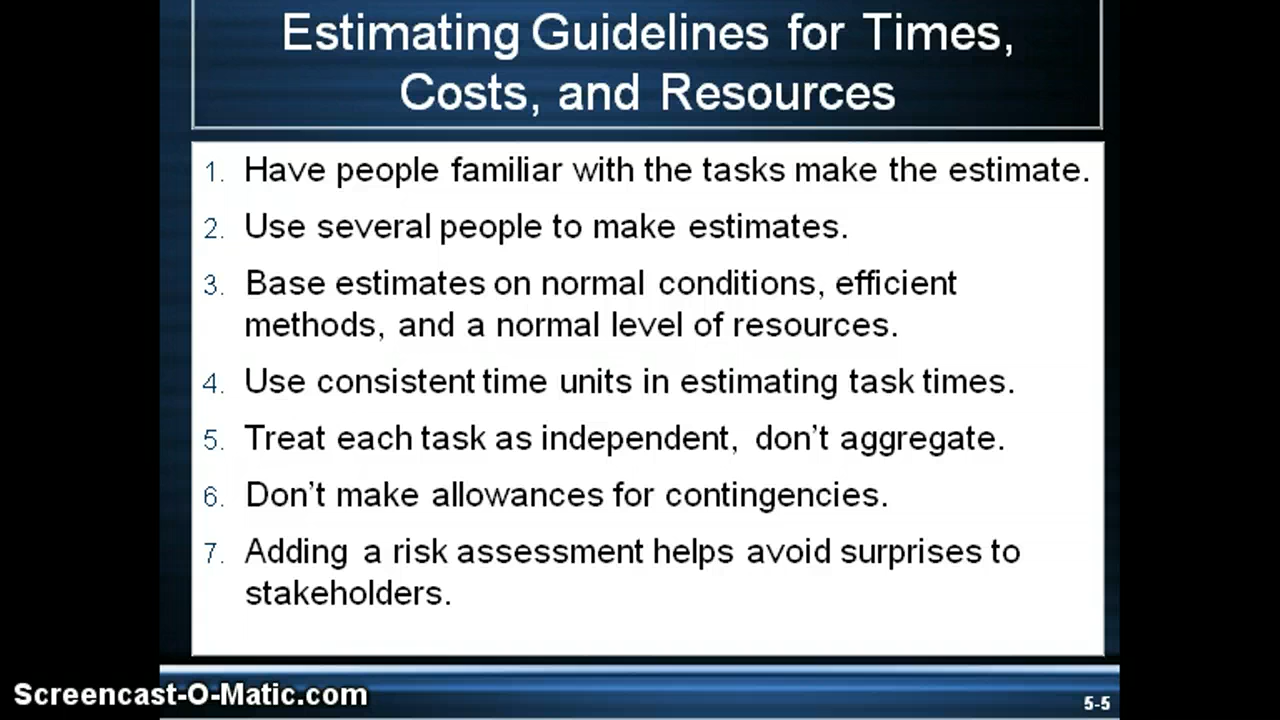 Estimating Guidelines for Times,
Costs, and Resources
1. Have people familiar with the tasks make the estimate.
2. Use several people to make estimates.
3. Base estimates on normal conditions, efficient
methods, and a normal level of resources.
4. Use consistent time units in estimating task times.
5. Treat each task as independent, don’t aggregate.
6. Don’t make allowances for contingencies.
7. Adding a risk assessment helps avoid surprises to
stakeholders.
Screencast-O-Matic.com
5-5